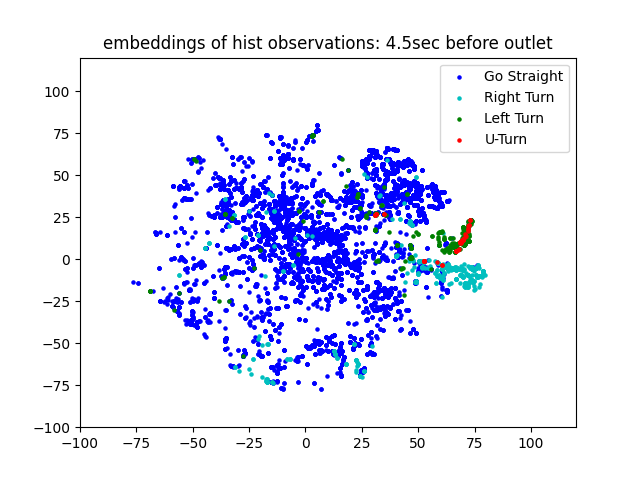 embeddings of hist observations: 4.5sec before outlet
Go Straight
Right Turn
Left Turn
U-Turn
100
75
50
25
0
−25
−50
−75
−100
−100 −75 −50 −25 0 25 50 75 100